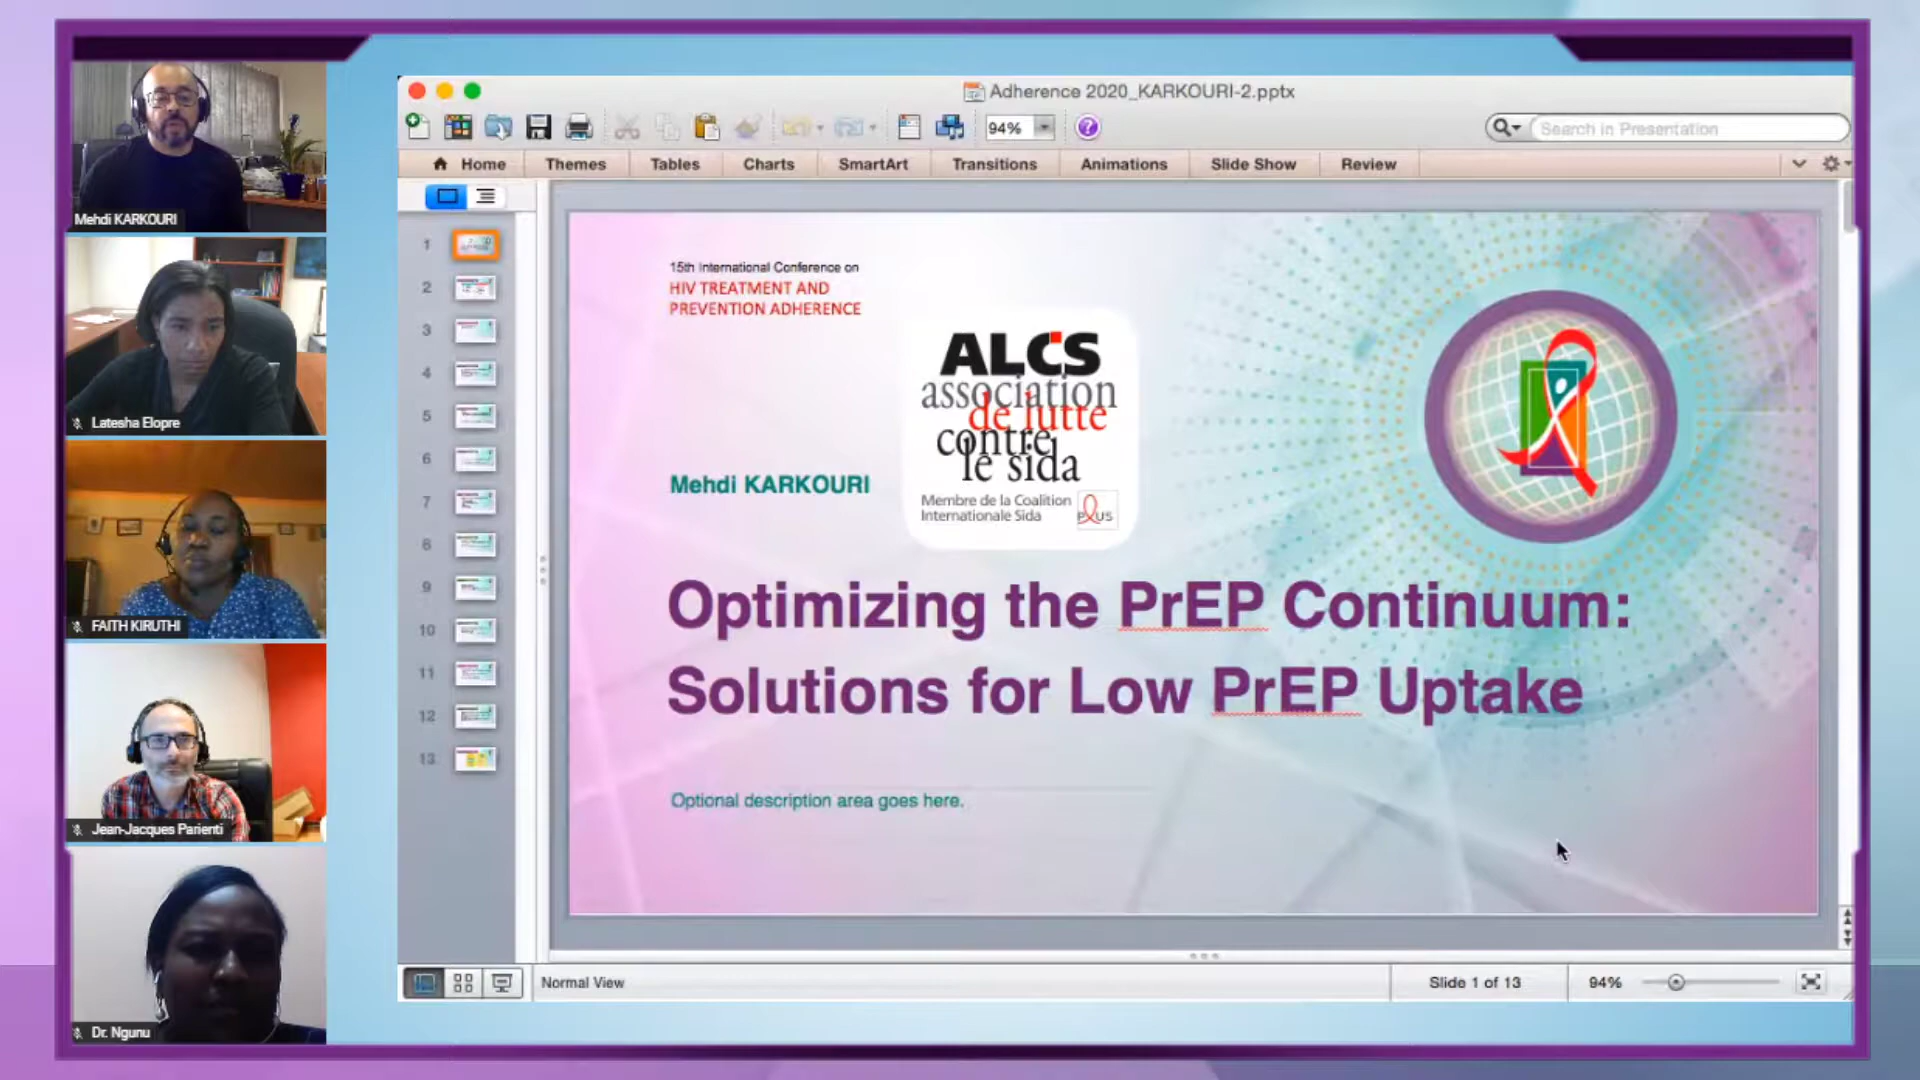 Mehdi KARKOURI
Latesha Elopre
FAITH KIRUTHI
Jean-Jacques Parienti
Dr. Ngunu
Adherence 2020_KARKOURI-2.pptx
94%
Search in Presentation
Home
Themes
Tables
Charts
SmartArt
Transitions
Animations
Slide Show
Review
1
2
3
4
5
6
7
8
9
10
11
12
13
15th International Conference on
HIV TREATMENT AND
PREVENTION ADHERENCE
ALCS
association
de lutte
contre
le sida
Membre de la Coalition
Internationale Sida
PLUS
Mehdi KARKOURI
Optimizing the PrEP Continuum:
Solutions for Low PrEP Uptake
Optional description area goes here.
Normal View
Slide 1 of 13
94%